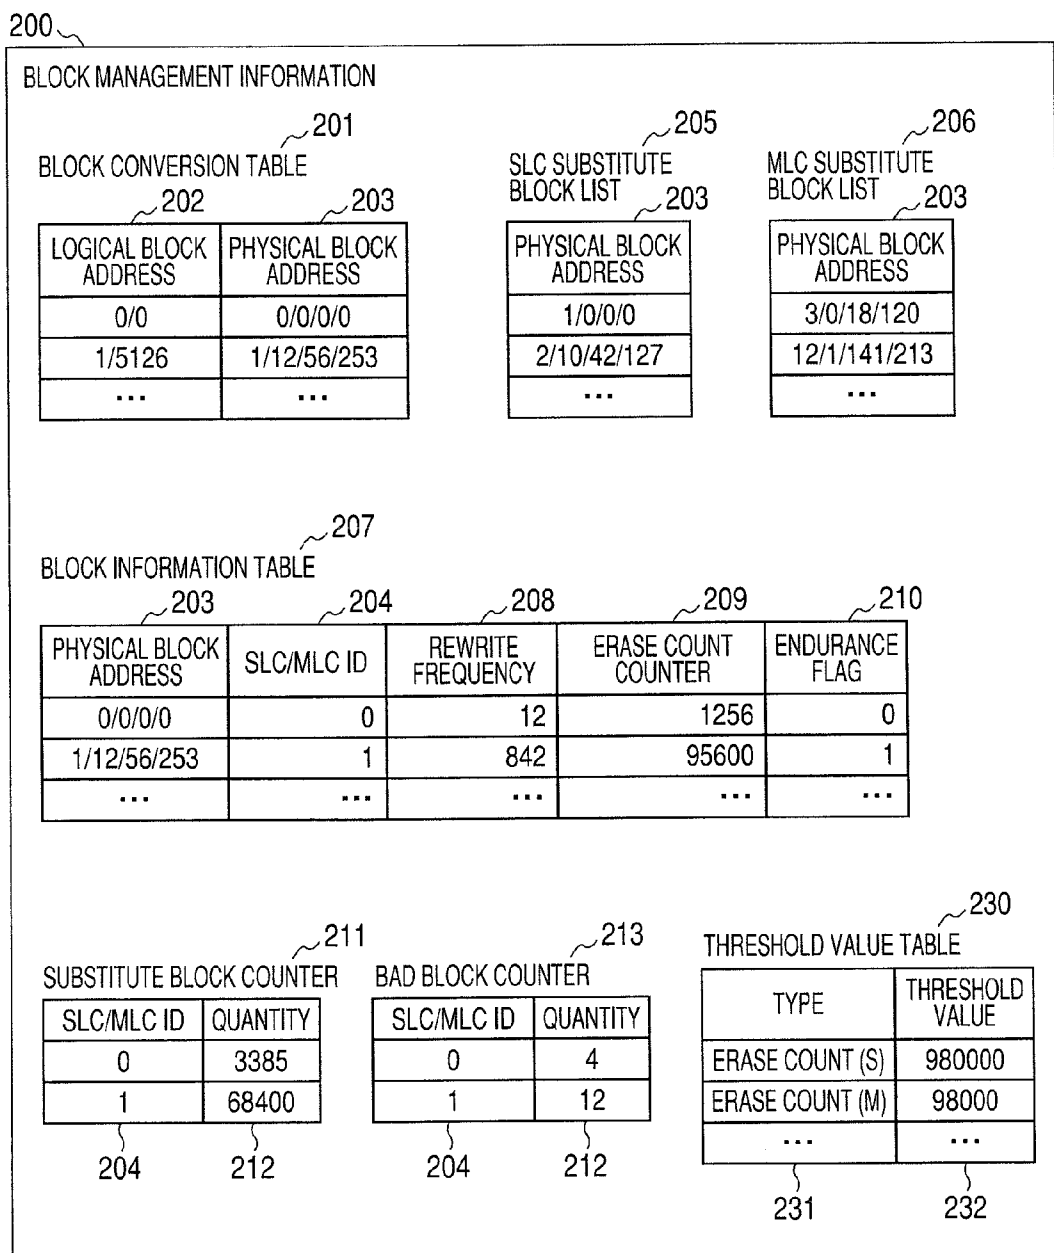 200
BLOCK MANAGEMENT INFORMATION
201
BLOCK CONVERSION TABLE
202 203
LOGICAL BLOCK ADDRESS PHYSICAL BLOCK ADDRESS
0/0 0/0/0/0
1/5126 1/12/56/253
... ...
205
SLC SUBSTITUTE
BLOCK LIST
203
PHYSICAL BLOCK
ADDRESS
1/0/0/0
2/10/42/127
...
206
MLC SUBSTITUTE
BLOCK LIST
203
PHYSICAL BLOCK
ADDRESS
3/0/18/120
12/1/141/213
...
207
BLOCK INFORMATION TABLE
203 204 208 209 210
PHYSICAL BLOCK ADDRESS SLC/MLC ID REWRITE FREQUENCY ERASE COUNT COUNTER ENDURANCE FLAG
0/0/0/0 0 12 1256 0
1/12/56/253 1 842 95600 1
... ... ... ... ...
211
SUBSTITUTE BLOCK COUNTER
SLC/MLC ID QUANTITY
0 3385
1 68400
204 212
213
BAD BLOCK COUNTER
SLC/MLC ID QUANTITY
0 4
1 12
204 212
230
THRESHOLD VALUE TABLE
TYPE THRESHOLD VALUE
ERASE COUNT (S) 980000
ERASE COUNT (M) 98000
... ...
231 232